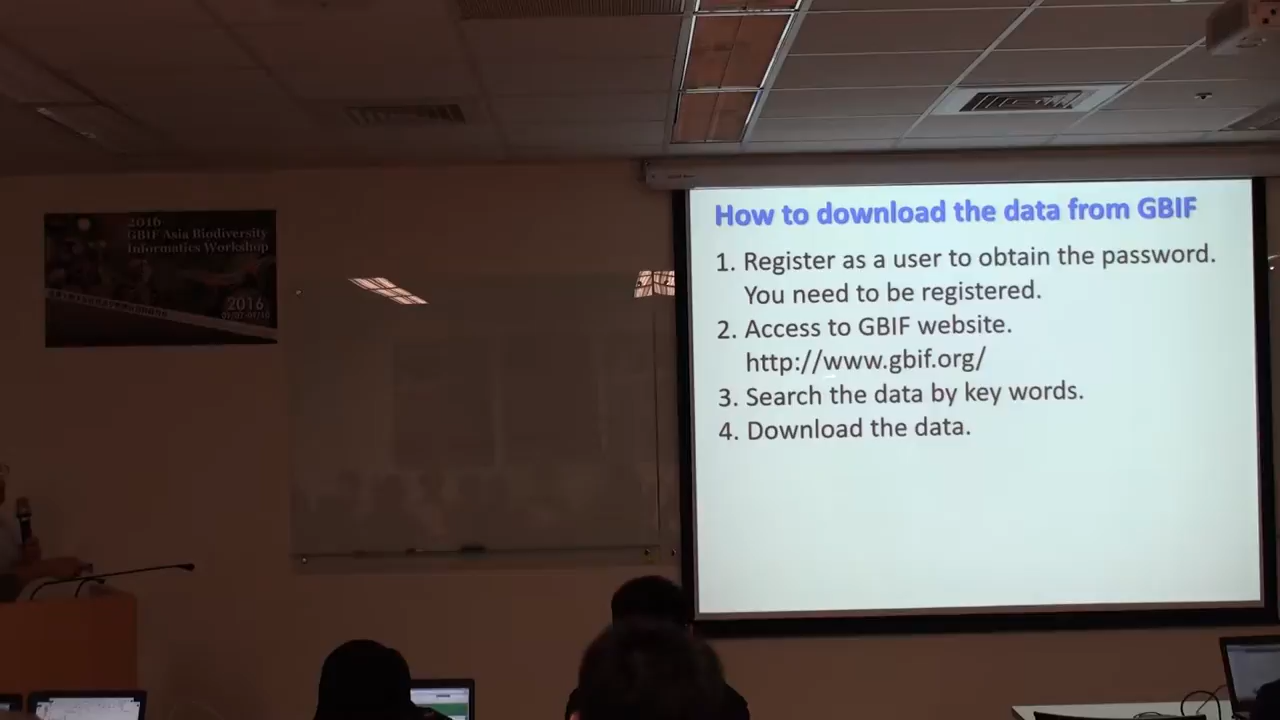 2016
GBIF Asia Biodiversity
Informatics Workshop
2016
How to download the data from GBIF
1. Register as a user to obtain the password.
You need to be registered.
2. Access to GBIF website.
http://www.gbif.org/
3. Search the data by key words.
4. Download the data.